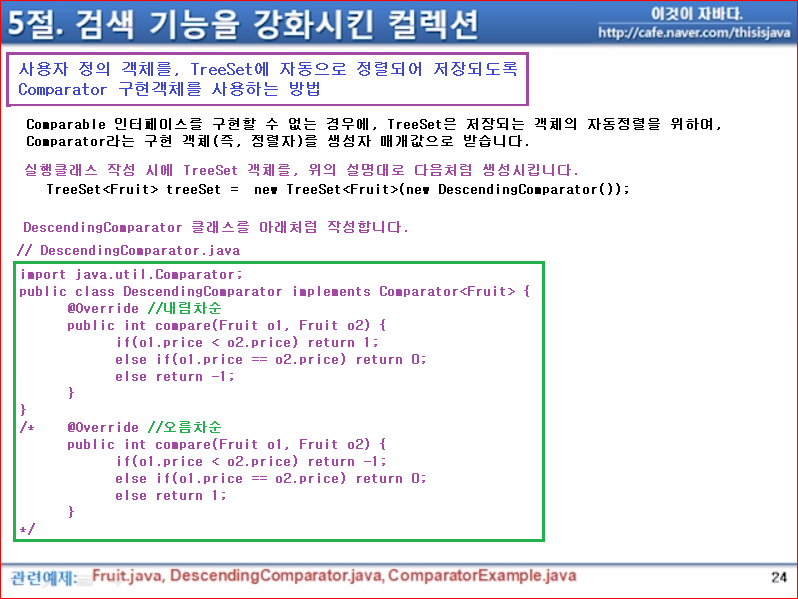 5절. 검색 기능을 강화시킨 컬렉션
이것이 자바다.
http://cafe.naver.com/thisisjava
사용자 정의 객체를, TreeSet에 자동으로 정렬되어 저장되도록
Comparator 구현객체를 사용하는 방법
Comparable 인터페이스를 구현할 수 없는 경우에, TreeSet은 저장되는 객체의 자동정렬을 위하여,
Comparator라는 구현 객체(즉, 정렬자)를 생성자 매개값으로 받습니다.
실행클래스 작성 시에 TreeSet 객체를, 위의 설명대로 다음처럼 생성시킵니다.
TreeSet<Fruit> treeSet =  new TreeSet<Fruit>(new DescendingComparator());
DescendingComparator 클래스를 아래처럼 작성합니다.
// DescendingComparator.java
import java.util.Comparator;
public class DescendingComparator implements Comparator<Fruit> {
@Override //내림차순
public int compare(Fruit o1, Fruit o2) {
if(o1.price < o2.price) return 1;
else if(o1.price == o2.price) return 0;
else return -1;
}
}
/* @Override //오름차순
public int compare(Fruit o1, Fruit o2) {
if(o1.price < o2.price) return -1;
else if(o1.price == o2.price) return 0;
else return 1;
}
*/
관련예제: Fruit.java, DescendingComparator.java, ComparatorExample.java
24